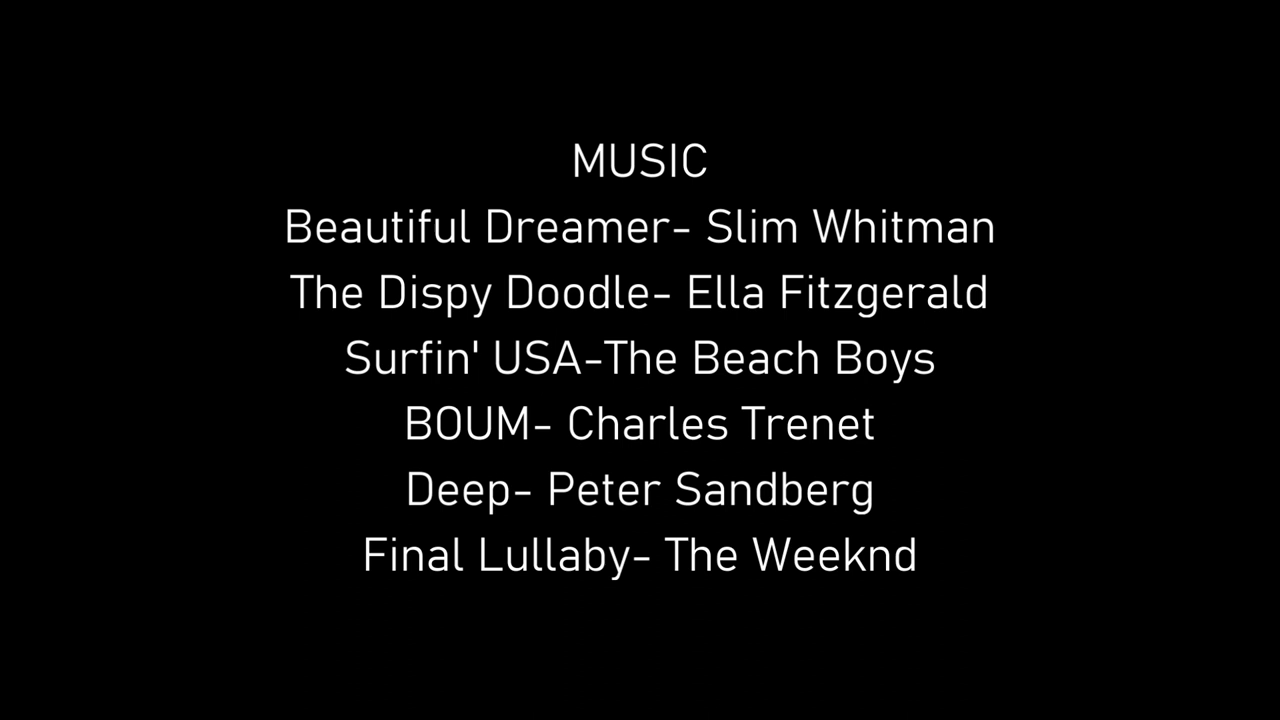 MUSIC
Beautiful Dreamer- Slim Whitman
The Dispy Doodle- Ella Fitzgerald
Surfin' USA-The Beach Boys
BOUM- Charles Trenet
Deep- Peter Sandberg
Final Lullaby- The Weeknd